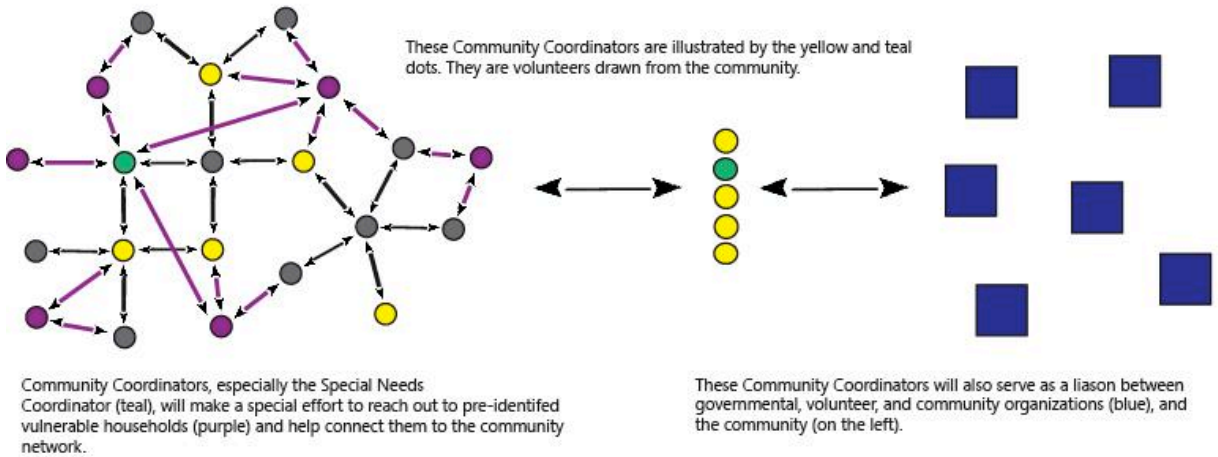 These Community Coordinators are illustrated by the yellow and teal
dots. They are volunteers drawn from the community.
Community Coordinators, especially the Special Needs
Coordinator (teal), will make a special effort to reach out to pre-identifed
vulnerable households (purple) and help connect them to the community
network.
These Community Coordinators will also serve as a liason between
governmental, volunteer, and community organizations (blue), and
the community (on the left).